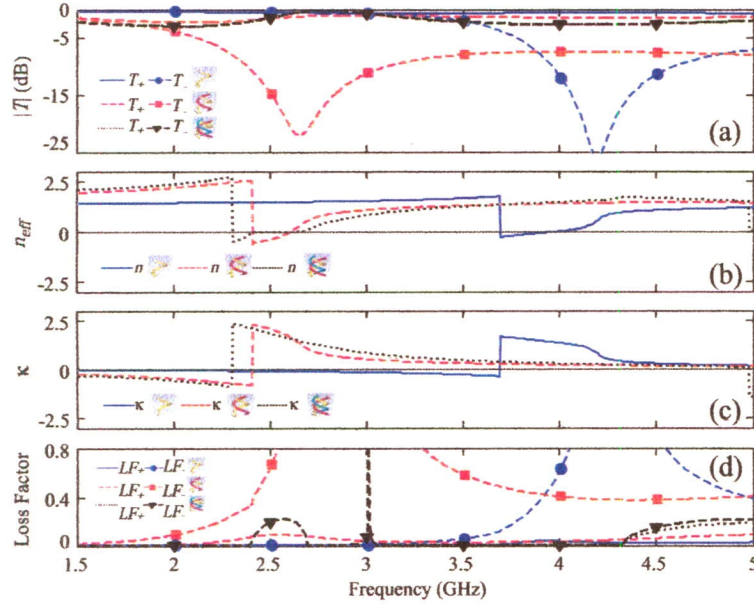 0
-5
-15
-25
|T| (dB)
T₊ T₋
T₊ T₋
T₊ T₋
(a)
2.5
0
2.5
n_eff
n n n
(b)
2.5
0
2.5
κ
κ κ κ
(c)
0.8
0.4
0
Loss Factor
LF₊ LF₋
LF₊ LF₋
LF₊ LF₋
(d)
1.5 2 2.5 3 3.5 4 4.5 5
Frequency (GHz)